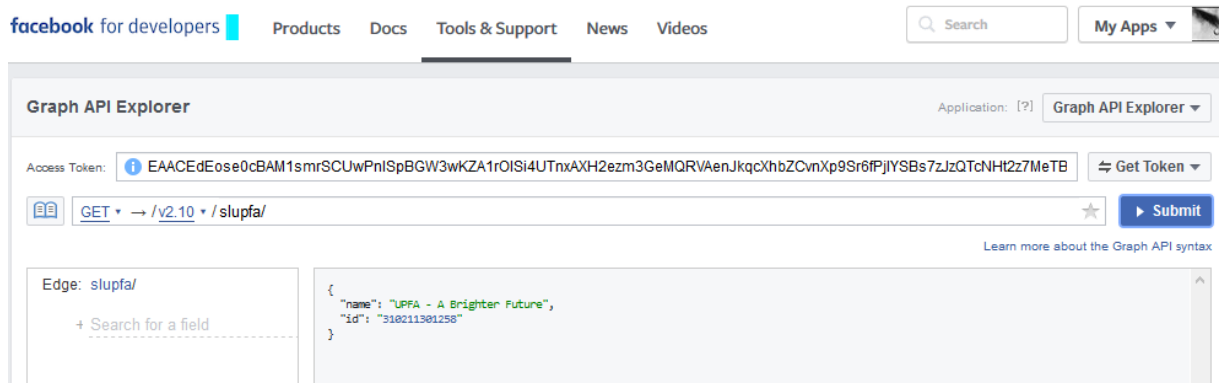 facebook for developers Products Docs Tools & Support News Videos Search My Apps ▼
Graph API Explorer Application: [?] Graph API Explorer
Access Token: EAACEdEose0cBAM1smrSCUwPnISpBGW3wKZA1rOISi4UTnxAXH2ezm3GeMQRVAenJkqcXhbZCvnXp9Sr6fPjIYSBs7zJzQTcNHt2z7MeTB Get Token
GET → / v2.10 / slupfa/ Submit
Learn more about the Graph API syntax
Edge: slupfa/
+ Search for a field
{
"name": "UPFA - A Brighter Future",
"id": "310211301258"
}